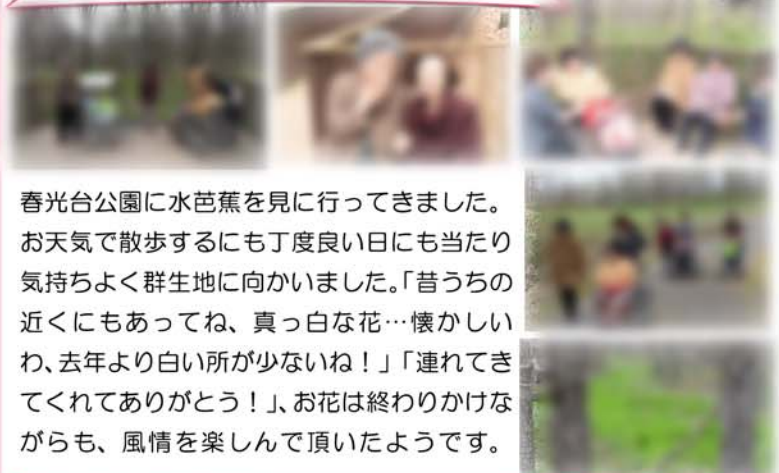 春光台公園に水芭蕉を見に行ってきました。
お天気で散歩するにも丁度良い日にも当たり
気持ちよく群生地に向かいました。「昔うちの
近くにもあってね、真っ白な花…懐かしい
わ、去年より白い所が少ないね！」「連れてき
てくれてありがとう！」、お花は終わりかけな
がらも、風情を楽しんで頂いたようです。